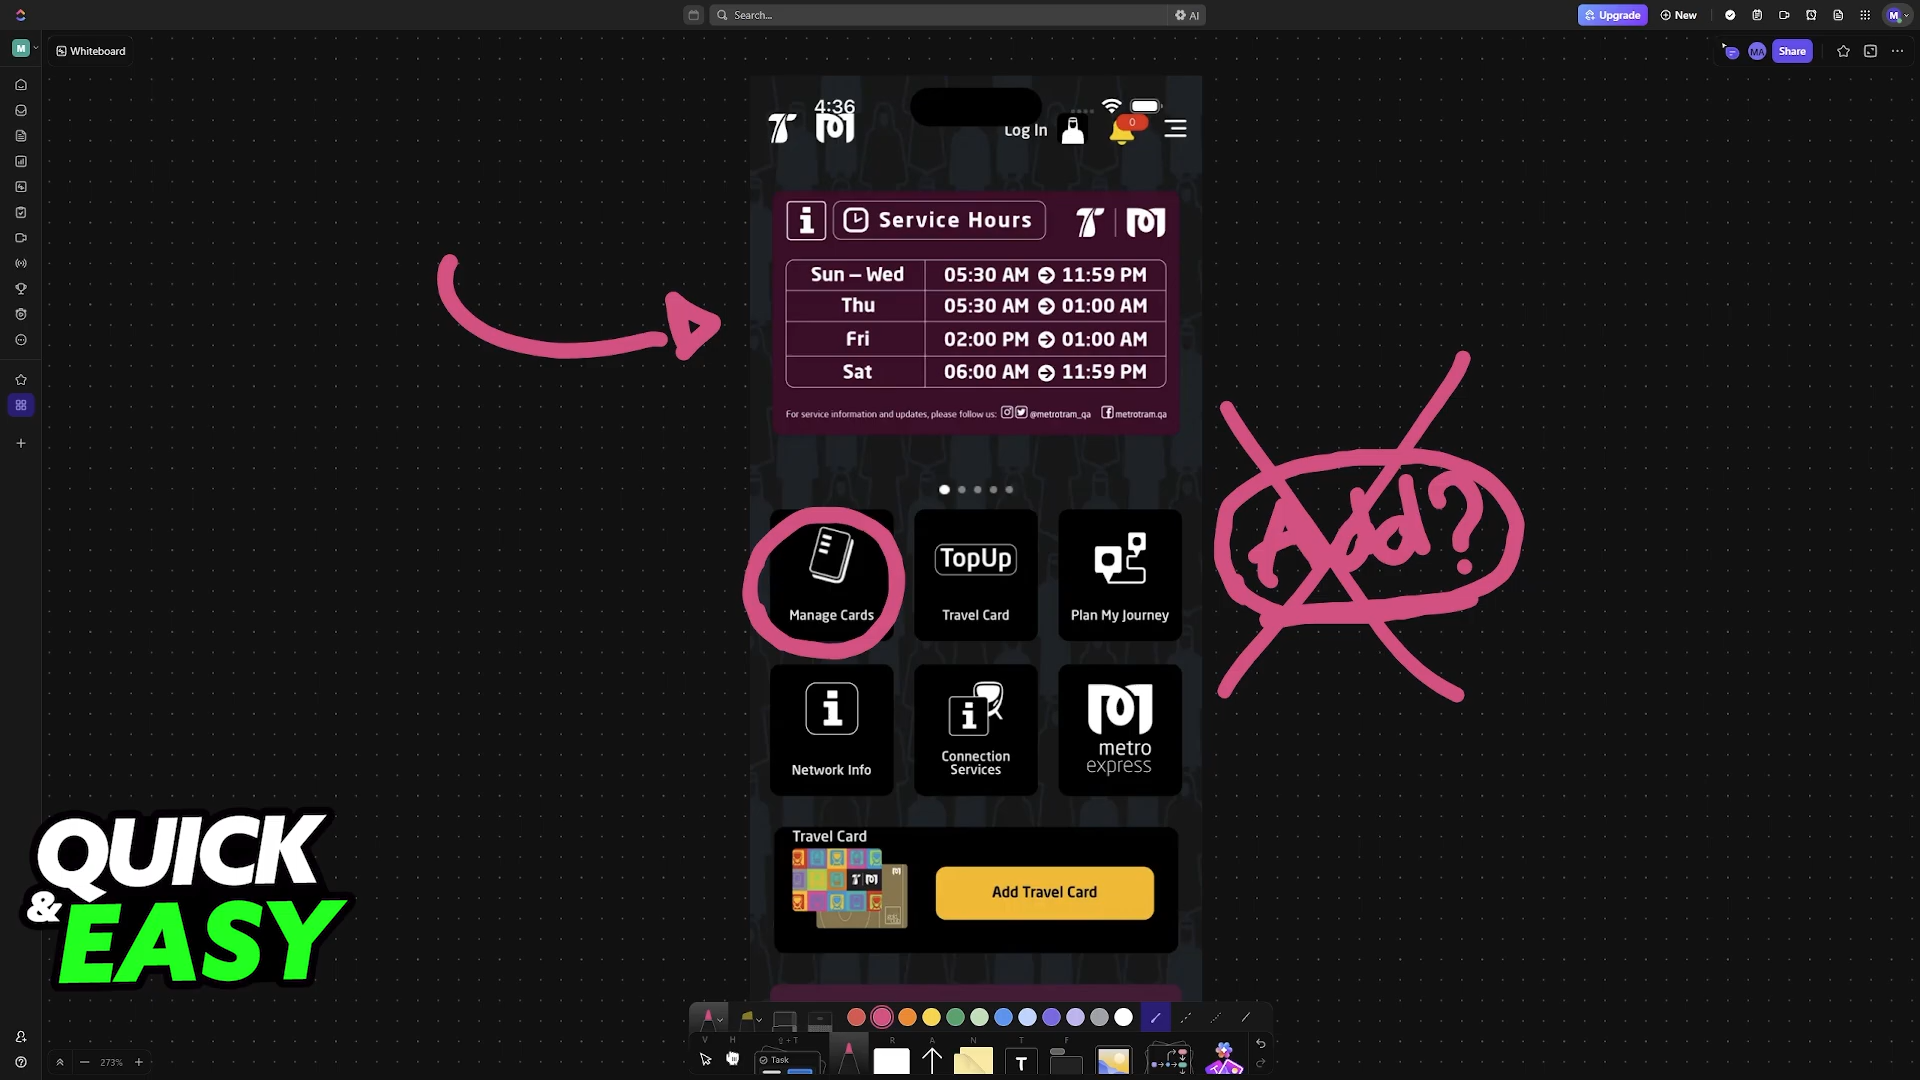 Search...
AI
Upgrade
New
M
M
Whiteboard
MA
Share
4:36
Log In
0
Service Hours
Sun – Wed 05:30 AM 11:59 PM
Thu 05:30 AM 01:00 AM
Fri 02:00 PM 01:00 AM
Sat 06:00 AM 11:59 PM
For service information and updates, please follow us: @metrotram_qa metrotram.qa
Add?
TopUp
Manage Cards
Travel Card
Plan My Journey
Network Info
Connection
Services
metro
express
Travel Card
Add Travel Card
QUICK
& EASY
V H ⇧ + T R A N T F
Task
T
273%